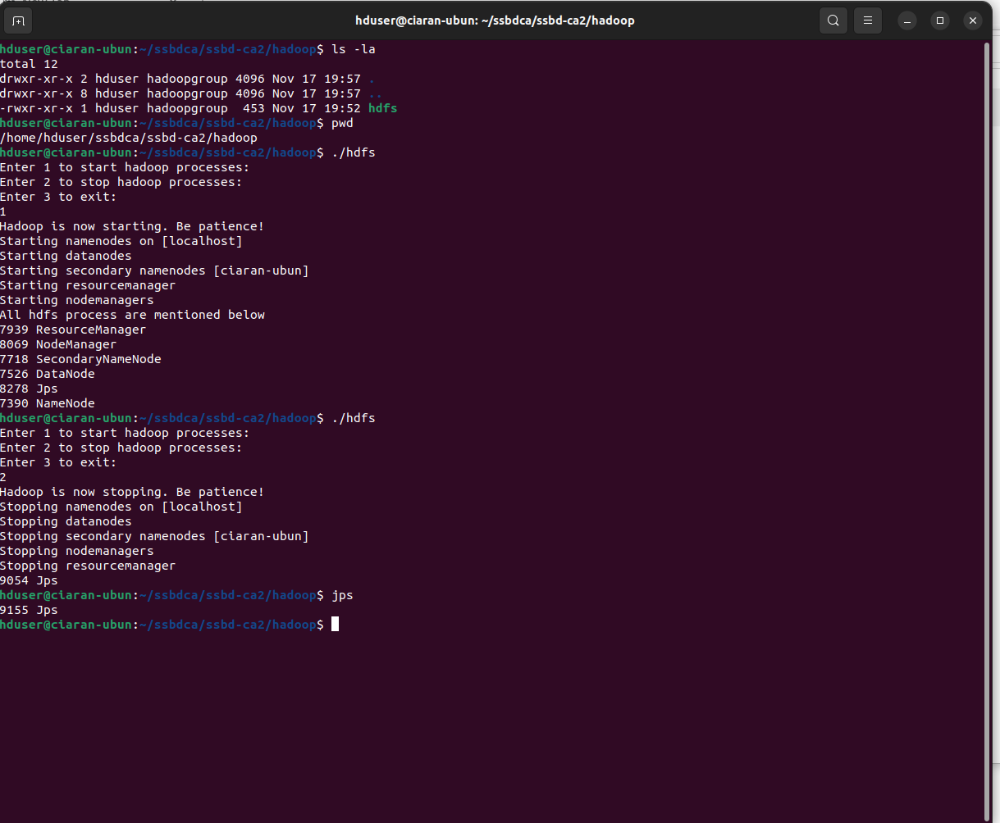 hduser@ciaran-ubun: ~/ssbdca/ssbd-ca2/hadoop
hduser@ciaran-ubun:~/ssbdca/ssbd-ca2/hadoop$ ls -la
total 12
drwxr-xr-x 2 hduser hadoopgroup 4096 Nov 17 19:57 .
drwxr-xr-x 8 hduser hadoopgroup 4096 Nov 17 19:57 ..
-rwxr-xr-x 1 hduser hadoopgroup  453 Nov 17 19:52 hdfs
hduser@ciaran-ubun:~/ssbdca/ssbd-ca2/hadoop$ pwd
/home/hduser/ssbdca/ssbd-ca2/hadoop
hduser@ciaran-ubun:~/ssbdca/ssbd-ca2/hadoop$ ./hdfs
Enter 1 to start hadoop processes:
Enter 2 to stop hadoop processes:
Enter 3 to exit:
1
Hadoop is now starting. Be patience!
Starting namenodes on [localhost]
Starting datanodes
Starting secondary namenodes [ciaran-ubun]
Starting resourcemanager
Starting nodemanagers
All hdfs process are mentioned below
7939 ResourceManager
8069 NodeManager
7718 SecondaryNameNode
7526 DataNode
8278 Jps
7390 NameNode
hduser@ciaran-ubun:~/ssbdca/ssbd-ca2/hadoop$ ./hdfs
Enter 1 to start hadoop processes:
Enter 2 to stop hadoop processes:
Enter 3 to exit:
2
Hadoop is now stopping. Be patience!
Stopping namenodes on [localhost]
Stopping datanodes
Stopping secondary namenodes [ciaran-ubun]
Stopping nodemanagers
Stopping resourcemanager
9054 Jps
hduser@ciaran-ubun:~/ssbdca/ssbd-ca2/hadoop$ jps
9155 Jps
hduser@ciaran-ubun:~/ssbdca/ssbd-ca2/hadoop$